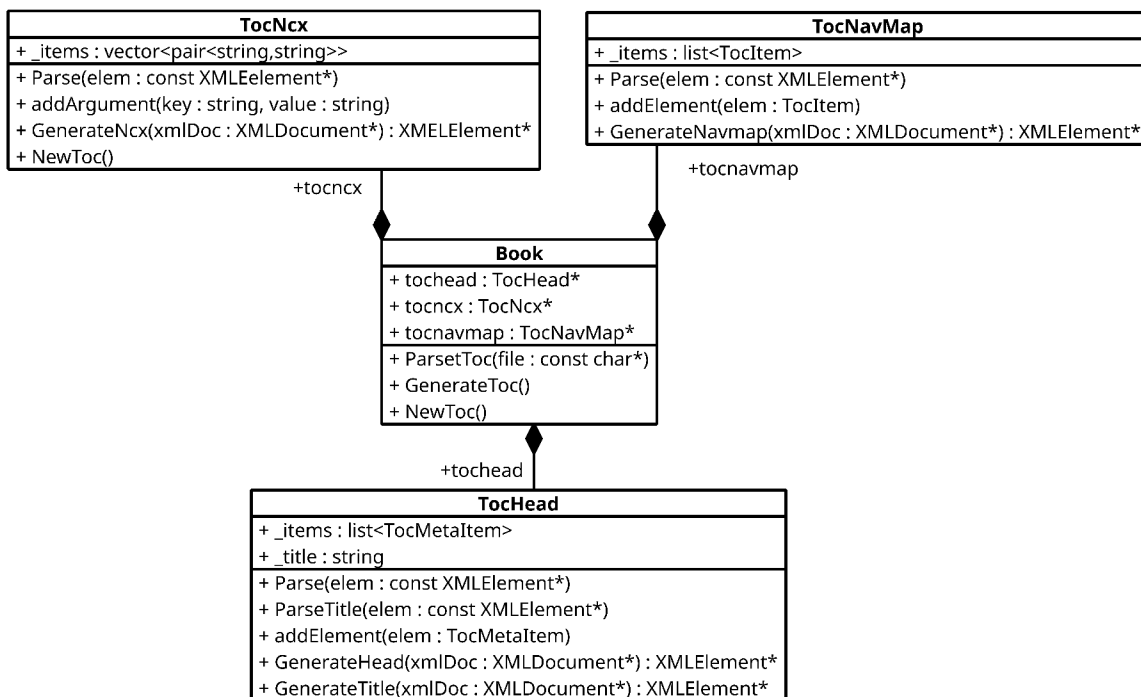 TocNcx
+ _items : vector<pair<string,string>>
+ Parse(elem : const XMLEelement*)
+ addArgument(key : string, value : string)
+ GenerateNcx(xmlDoc : XMLDocument*) : XMELElement*
+ NewToc()
TocNavMap
+ _items : list<TocItem>
+ Parse(elem : const XMLElement*)
+ addElement(elem : TocItem)
+ GenerateNavmap(xmlDoc : XMLDocument*) : XMLElement*
+tocncx
+tocnavmap
Book
+ tochead : TocHead*
+ tocncx : TocNcx*
+ tocnavmap : TocNavMap*
+ ParsetToc(file : const char*)
+ GenerateToc()
+ NewToc()
+tochead
TocHead
+ _items : list<TocMetaItem>
+ _title : string
+ Parse(elem : const XMLElement*)
+ ParseTitle(elem : const XMLElement*)
+ addElement(elem : TocMetaItem)
+ GenerateHead(xmlDoc : XMLDocument*) : XMLElement*
+ GenerateTitle(xmlDoc : XMLDocument*) : XMLElement*